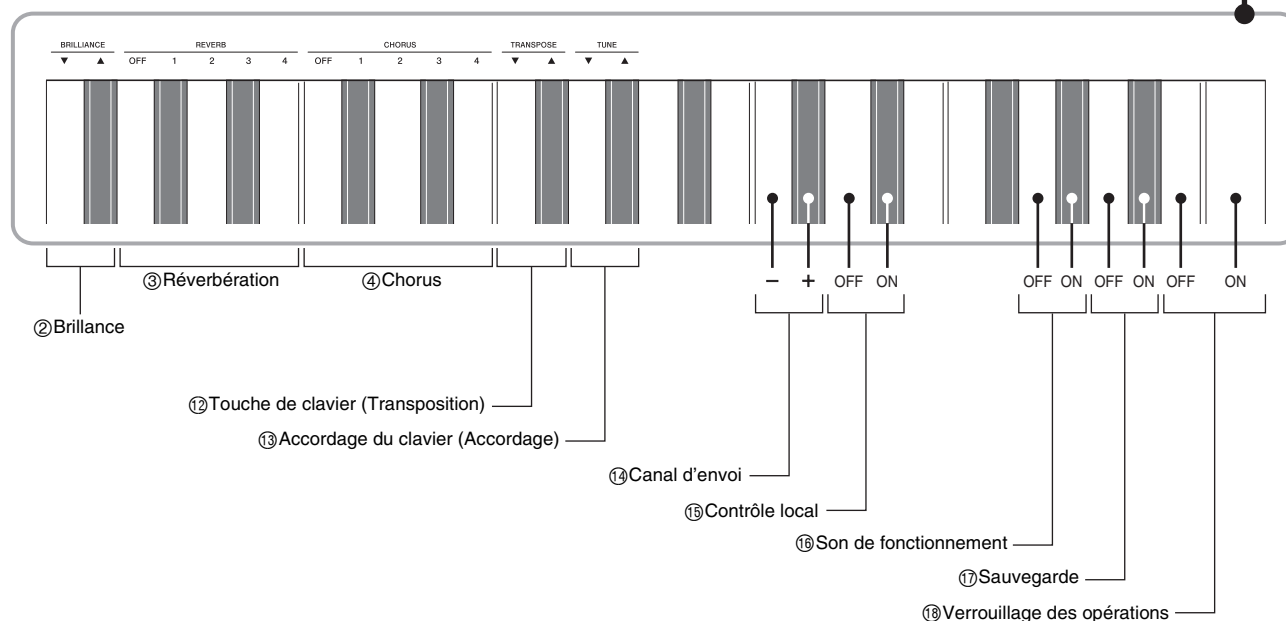 BRILLIANCE REVERB CHORUS TRANSPOSE TUNE
▼ ▲ OFF 1 2 3 4 OFF 1 2 3 4 ▼ ▲ ▼ ▲
− + OFF ON OFF ON OFF ON OFF ON
③Réverbération ④Chorus
②Brillance
⑫Touche de clavier (Transposition)
⑬Accordage du clavier (Accordage)
⑭Canal d’envoi
⑮Contrôle local
⑯Son de fonctionnement
⑰Sauvegarde
⑱Verrouillage des opérations